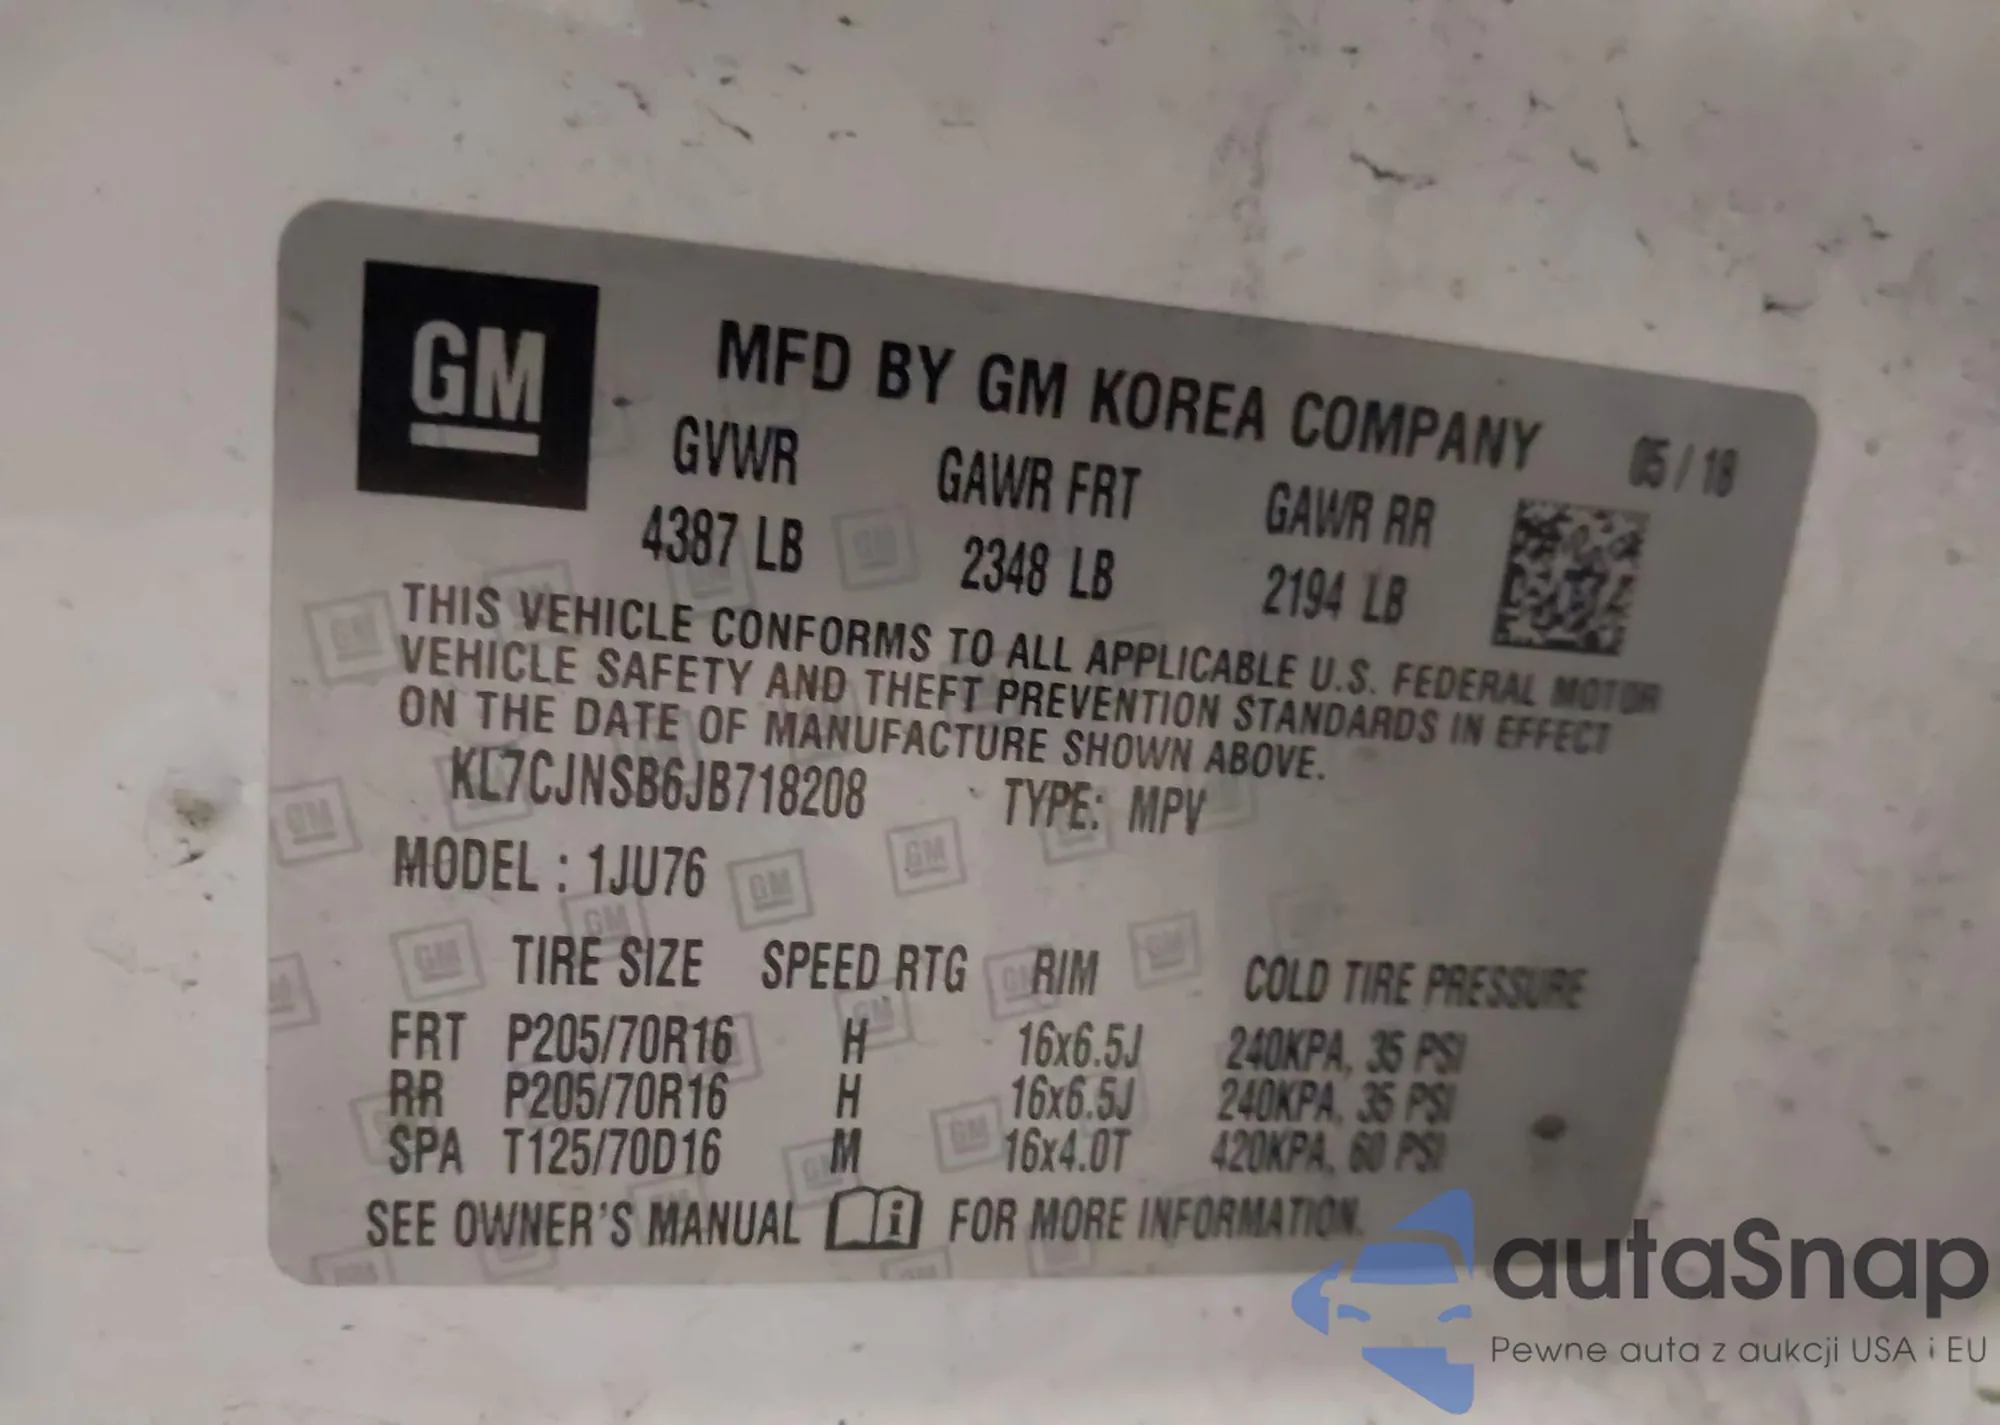 GM
MFD BY GM KOREA COMPANY 05 / 18
GVWR GAWR FRT GAWR RR
4387 LB 2348 LB 2194 LB
THIS VEHICLE CONFORMS TO ALL APPLICABLE U.S. FEDERAL MOTOR
VEHICLE SAFETY AND THEFT PREVENTION STANDARDS IN EFFECT
ON THE DATE OF MANUFACTURE SHOWN ABOVE.
KL7CJNSB6JB718208 TYPE: MPV
MODEL : 1JU76
TIRE SIZE SPEED RTG RIM COLD TIRE PRESSURE
FRT P205/70R16 H 16x6.5J 240KPA, 35 PSI
RR P205/70R16 H 16x6.5J 240KPA, 35 PSI
SPA T125/70D16 M 16x4.0T 420KPA, 60 PSI
SEE OWNER'S MANUAL i FOR MORE INFORMATION.
autaSnap
Pewne auta z aukcji USA i EU